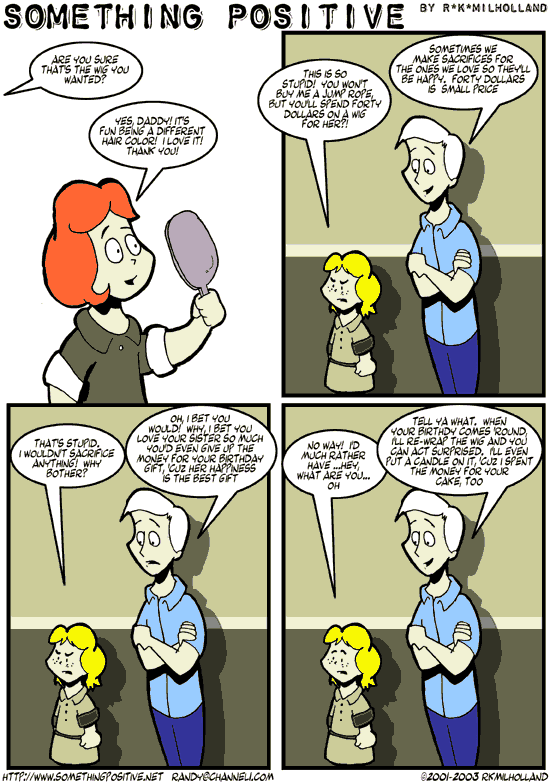 SOMETHING POSITIVE BY R*K*MILHOLLAND
ARE YOU SURE
THAT'S THE WIG YOU
WANTED?
YES, DADDY! IT'S
FUN BEING A DIFFERENT
HAIR COLOR! I LOVE IT!
THANK YOU!
THIS IS SO
STUPID! YOU WON'T
BUY ME A JUMP ROPE,
BUT YOU'LL SPEND FORTY
DOLLARS ON A WIG
FOR HER?!
SOMETIMES WE
MAKE SACRIFICES FOR
THE ONES WE LOVE SO THEY'LL
BE HAPPY. FORTY DOLLARS
IS SMALL PRICE
THAT'S STUPID.
I WOULDN'T SACRIFICE
ANYTHING! WHY
BOTHER?
OH, I BET YOU
WOULD! WHY, I BET YOU
LOVE YOUR SISTER SO MUCH
YOU'D EVEN GIVE UP THE
MONEY FOR YOUR BIRTHDAY
GIFT, 'CUZ HER HAPPINESS
IS THE BEST GIFT
NO WAY! I'D
MUCH RATHER
HAVE ...HEY,
WHAT ARE YOU...
OH
TELL YA WHAT. WHEN
YOUR BIRTHDY COMES ROUND,
I'LL RE-WRAP THE WIG AND YOU
CAN ACT SURPRISED. I'LL EVEN
PUT A CANDLE ON IT, 'CUZ I SPENT
THE MONEY FOR YOUR
CAKE, TOO
HTTP://WWW.SOMETHINGPOSITIVE.NET RANDY@CHANNELI.COM ©2001-2003 RKMILHOLLAND